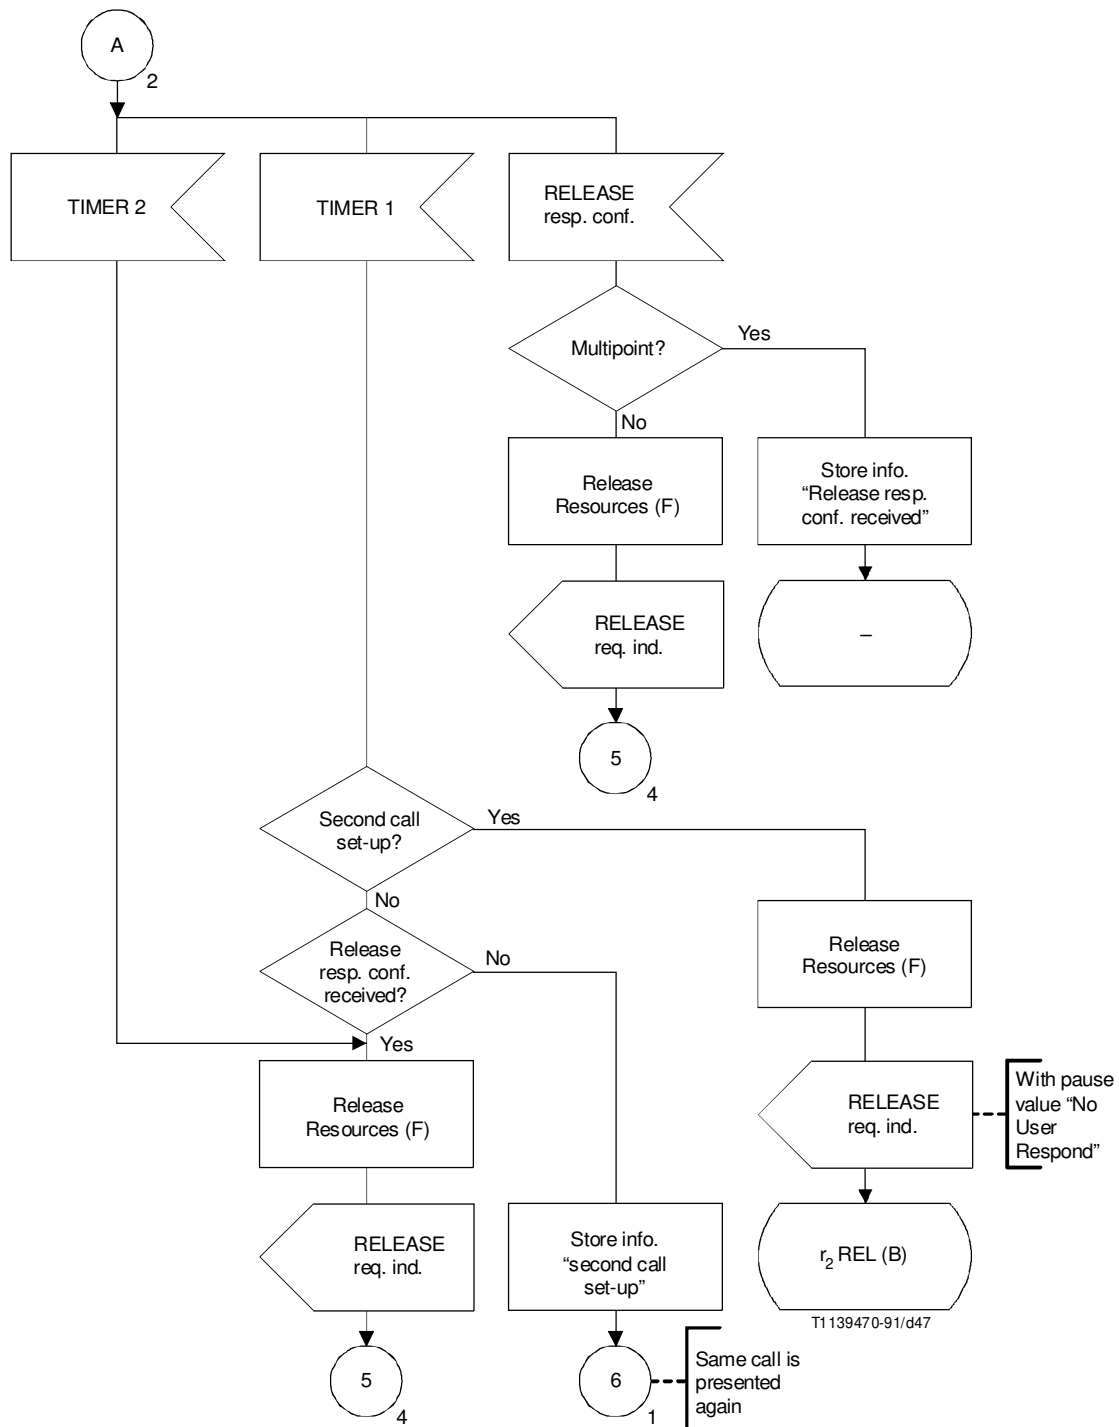 A
2
TIMER 2
TIMER 1
RELEASE
resp. conf.
Multipoint?
Yes
No
Release
Resources (F)
Store info.
“Release resp.
conf. received”
RELEASE
req. ind.
–
5
4
Second call
set-up?
Yes
No
Release
resp. conf.
received?
No
Yes
Release
Resources (F)
Release
Resources (F)
RELEASE
req. ind.
With pause
value “No
User
Respond”
RELEASE
req. ind.
Store info.
“second call
set-up”
r2 REL (B)
T1139470-91/d47
5
4
6
1
Same call is
presented
again